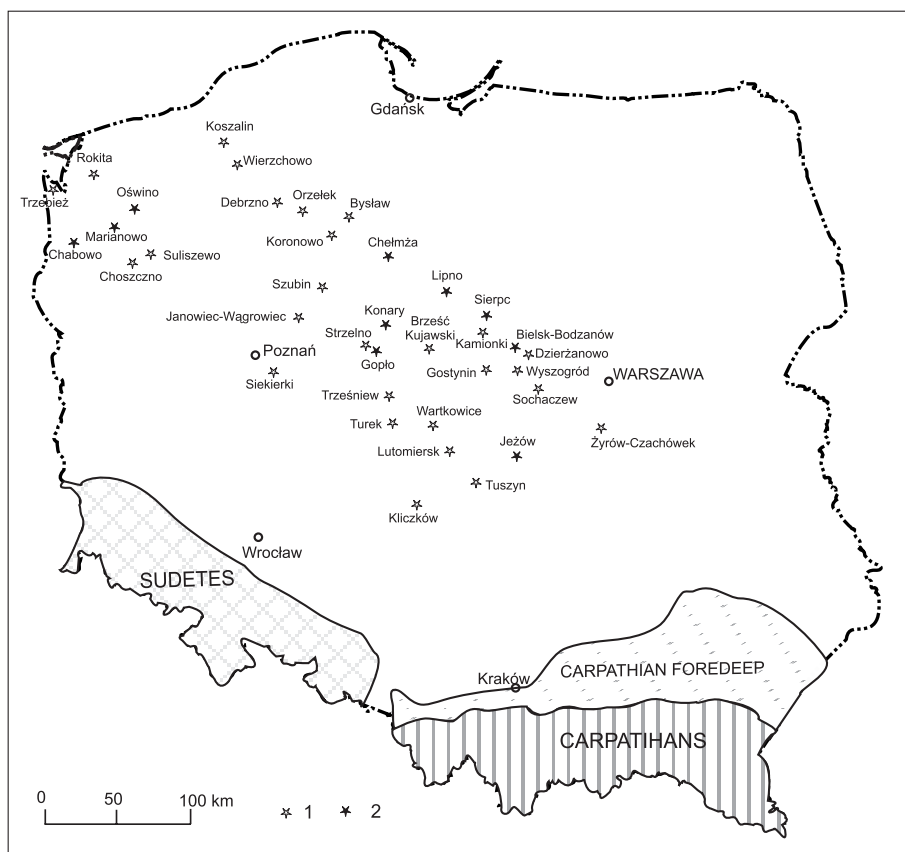 Gdańsk
Koszalin
Rokita
Wierzchowo
Trzebież
Oświno
Debrzno
Orzełek
Bysław
Marianowo
Koronowo
Chełmża
Chabowo
Suliszewo
Choszczno
Szubin
Lipno
Sierpc
Janowiec-Wągrowiec
Konary
Brześć
Kujawski
Strzelno
Kamionki
Bielsk-Bodzanów
Dzierżanowo
Poznań
Gopło
Gostynin
Wyszogród
WARSZAWA
Siekierki
Sochaczew
Trześniew
Turek
Wartkowice
Lutomiersk
Jeżów
Żyrów-Czachówek
Tuszyn
Kliczków
Wrocław
SUDETES
CARPATHIAN FOREDEEP
Kraków
CARPATIHANS
0 50 100 km
1 2